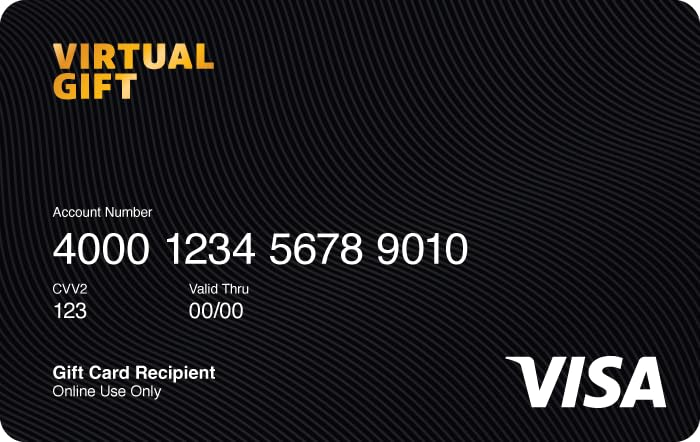 VIRTUAL
GIFT
Account Number
4000 1234 5678 9010
CVV2 Valid Thru
123 00/00
Gift Card Recipient
Online Use Only
VISA